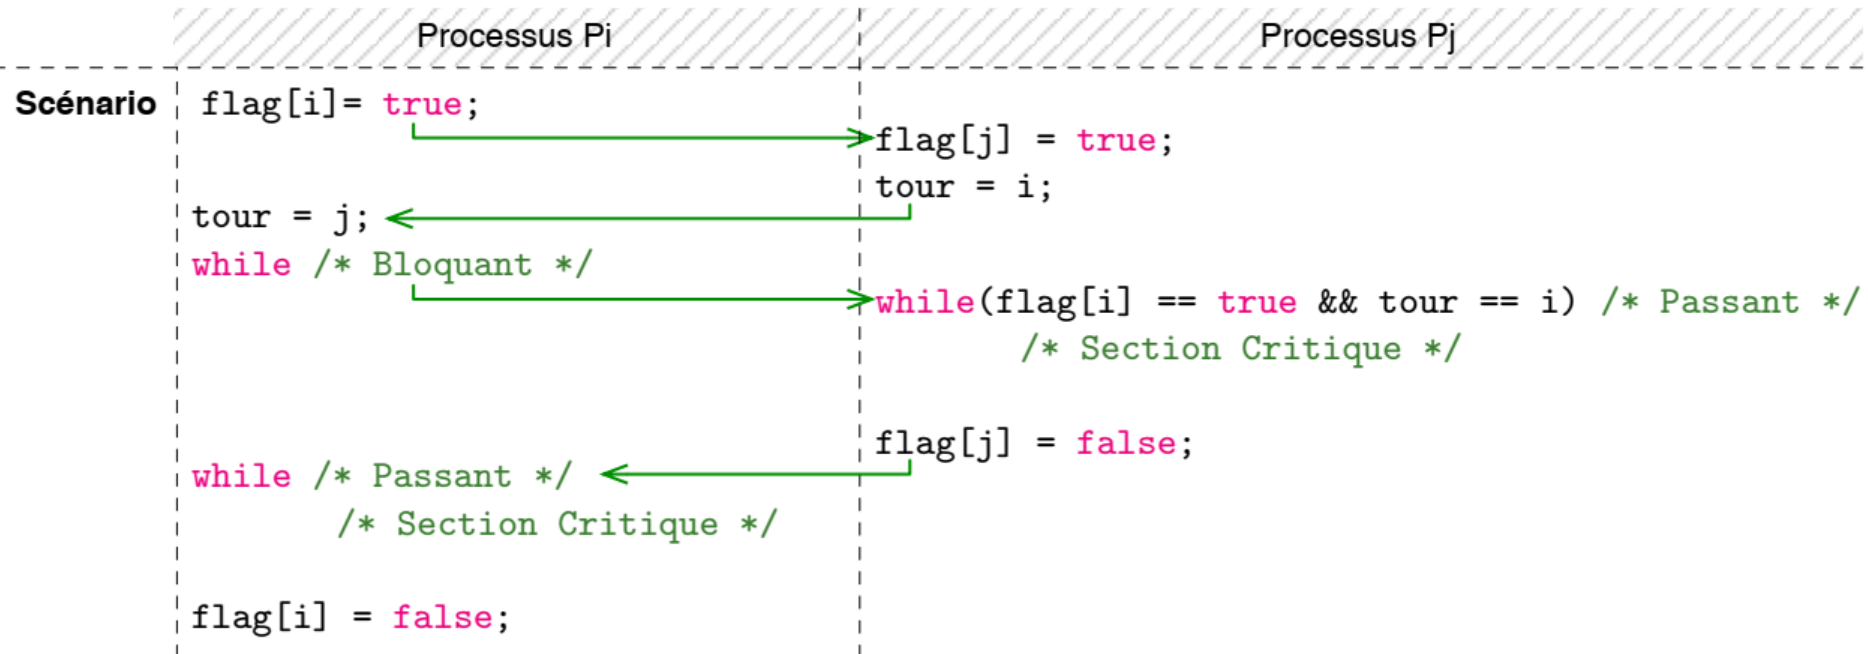 Processus Pi
Processus Pj
Scénario
flag[i]= true;
flag[j] = true;
tour = i;
tour = j;
while /* Bloquant */
while(flag[i] == true && tour == i) /* Passant */
/* Section Critique */
flag[j] = false;
while /* Passant */
/* Section Critique */
flag[i] = false;